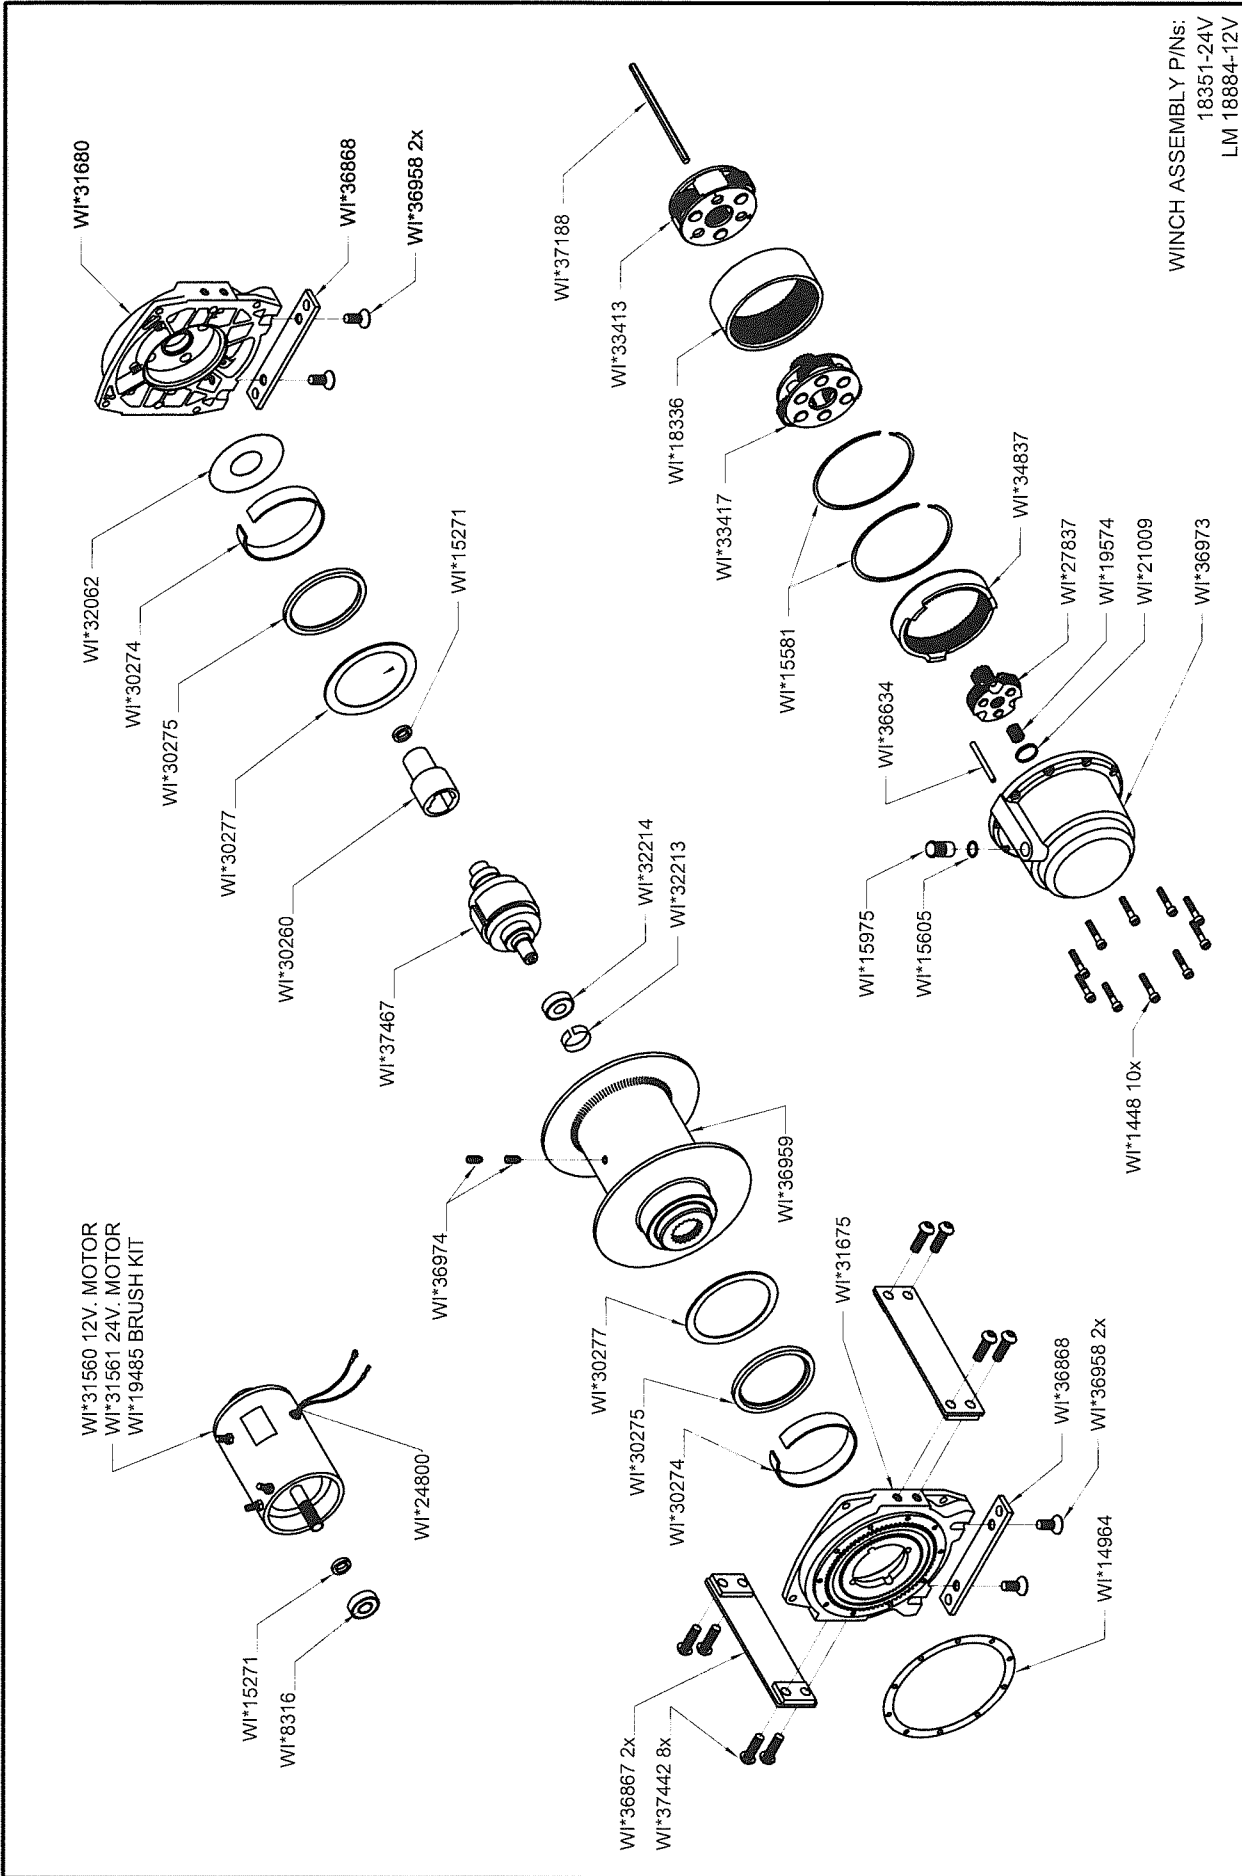 WI*31560 12V. MOTOR
WI*31561 24V. MOTOR
WI*19485 BRUSH KIT
WI*24800
WI*15271
WI*8316
WI*31680
WI*36868
WI*36958 2x
WI*32062
WI*30274
WI*30275
WI*30277
WI*15271
WI*30260
WI*37467
WI*32214
WI*32213
WI*36974
WI*36959
WI*30277
WI*30275
WI*30274
WI*31675
WI*36868
WI*36958 2x
WI*14964
WI*36867 2x
WI*37442 8x
WI*37188
WI*33413
WI*18336
WI*33417
WI*15581
WI*34837
WI*27837
WI*19574
WI*21009
WI*36973
WI*36634
WI*15975
WI*15605
WI*1448 10x
WINCH ASSEMBLY P/Ns:
18351-24V
LM 18884-12V